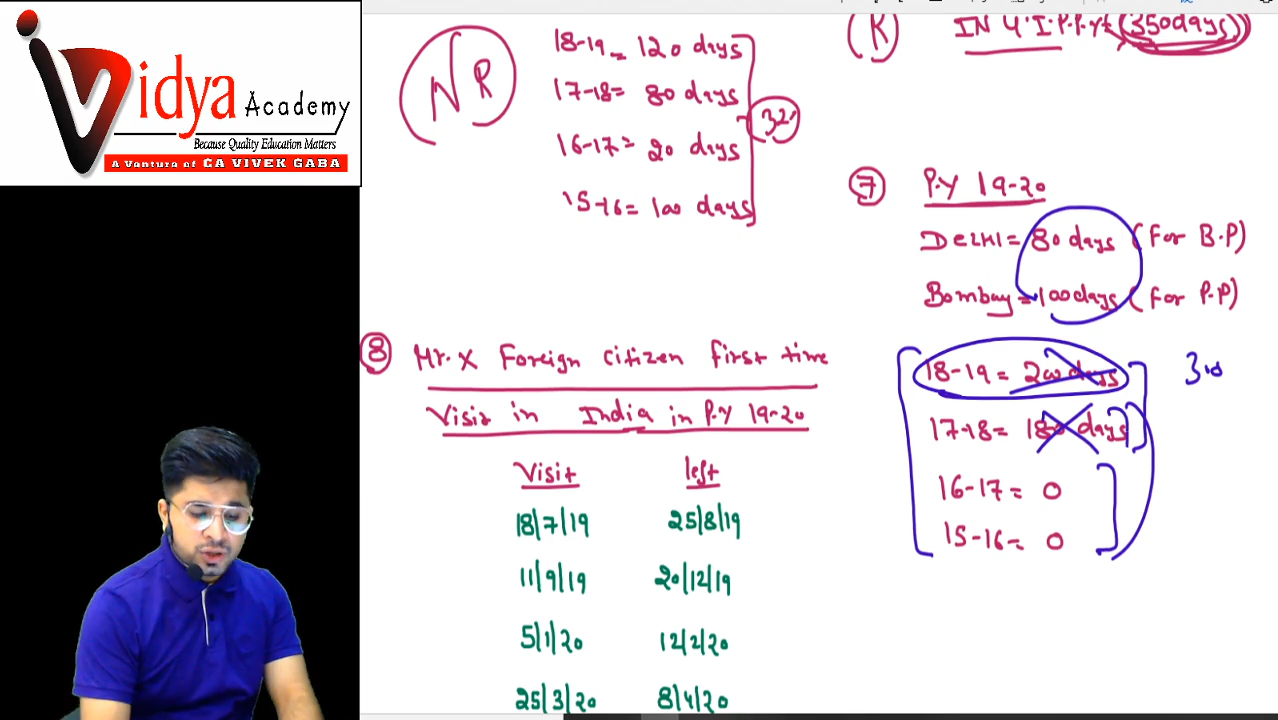 Vidya Academy
Because Quality Education Matters
A Ventura of CA VIVEK GABA
NR
18-19 = 120 days
17-18 = 80 days
16-17 = 20 days
15-16 = 100 days
(R)
IN 4.I.P.P.Yr (350 days)
7 P.Y 19-20
Delhi = 80 days (For B.P)
Bombay = 100 days (For P.P)
18-19 = 200 days
17-18 = 180 days
16-17 = 0
15-16 = 0
8 Mr. X Foreign citizen first time
Visit in India in P.Y 19-20
Visit left
18/7/19 25/8/19
11/9/19 20/12/19
5/1/20 12/2/20
25/3/20 8/4/20